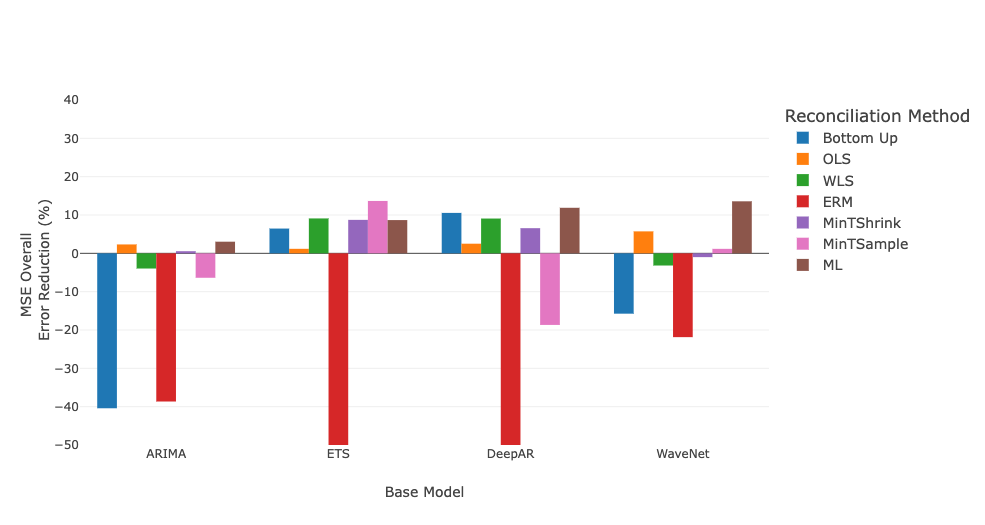 40
30
20
10
0
−10
−20
−30
−40
−50
MSE Overall
Error Reduction (%)
ARIMA
ETS
DeepAR
WaveNet
Base Model
Reconciliation Method
Bottom Up
OLS
WLS
ERM
MinTShrink
MinTSample
ML